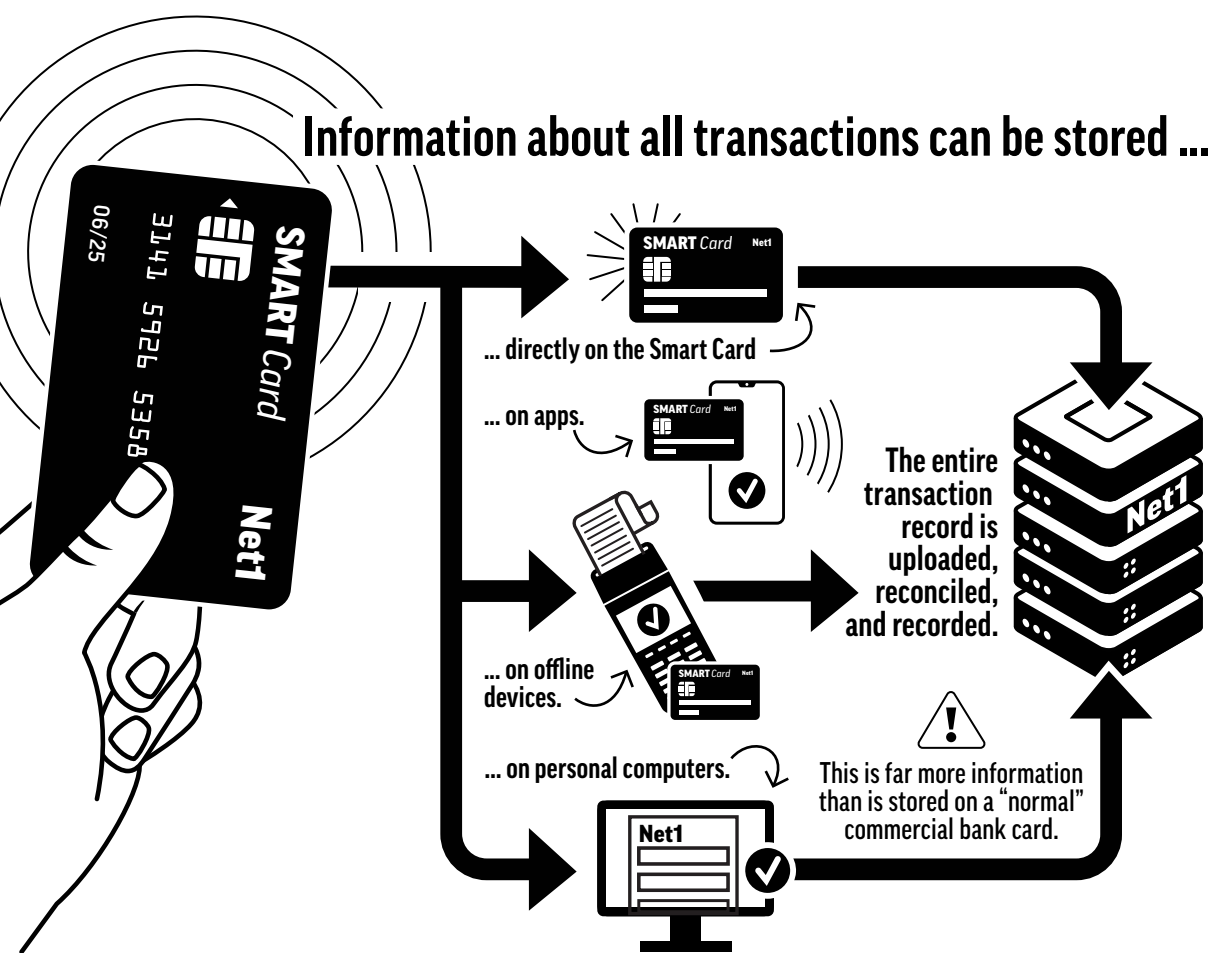 Information about all transactions can be stored ...
SMART Card
3141 5926 5358
06/25
Net1
SMART Card Net1
... directly on the Smart Card
... on apps.
SMART Card Net1
The entire
transaction
record is
uploaded,
reconciled,
and recorded.
Net1
... on offline
devices.
SMART Card Net1
... on personal computers.
Net1
This is far more information
than is stored on a “normal”
commercial bank card.